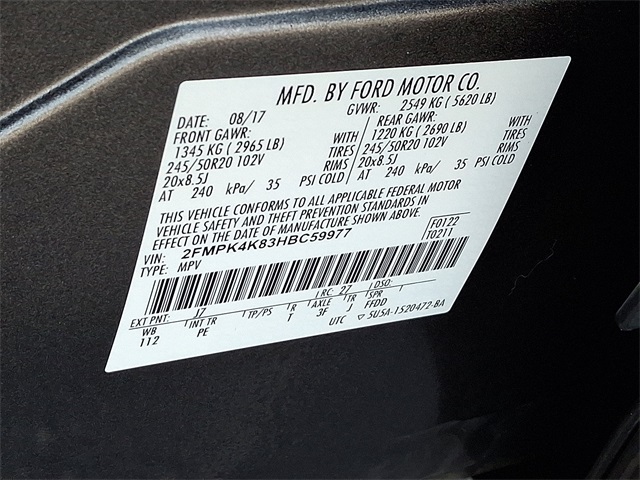 MFD. BY FORD MOTOR CO.
DATE: 08/17 GVWR: 2549 KG ( 5620 LB)
FRONT GAWR: REAR GAWR:
1345 KG ( 2965 LB) WITH 1220 KG ( 2690 LB) WITH
245/50R20 102V TIRES 245/50R20 102V TIRES
20x8.5J RIMS 20x8.5J RIMS
AT 240 kPa/ 35 PSI COLD AT 240 kPa/ 35 PSI COLD
THIS VEHICLE CONFORMS TO ALL APPLICABLE FEDERAL MOTOR
VEHICLE SAFETY AND THEFT PREVENTION STANDARDS IN
EFFECT ON THE DATE OF MANUFACTURE SHOWN ABOVE.
VIN: 2FMPK4K83HBC59977 F0122
TYPE: MPV T0211
EXT PNT: J7 RC: 27 DSO:
WB INT TR TP/PS R AXLE TR SPR
112 PE T 3F J FFDD
UTC ▽ 5U5A-1520472-BA